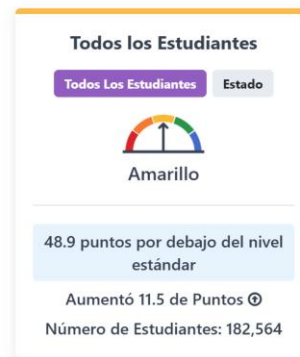 Todos los Estudiantes
Todos Los Estudiantes Estado
Amarillo
48.9 puntos por debajo del nivel
estándar
Aumentó 11.5 de Puntos
Número de Estudiantes: 182,564